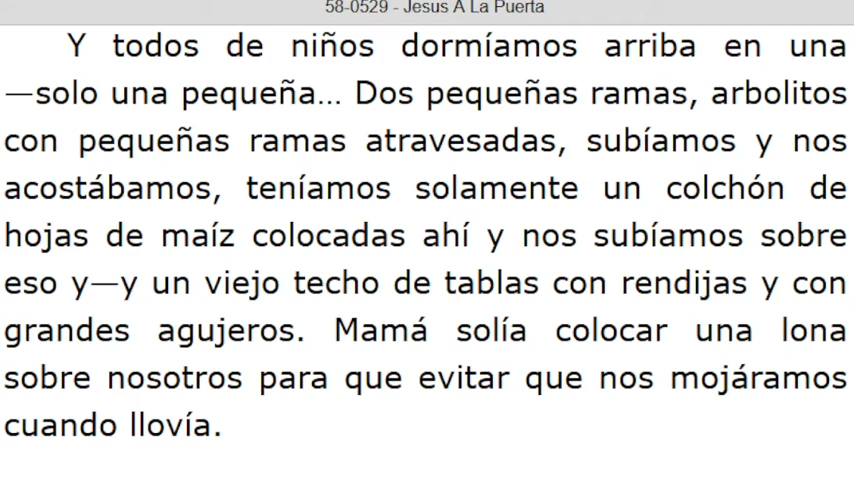 58-0529 - Jesus A La Puerta
Y todos de niños dormíamos arriba en una
—solo una pequeña... Dos pequeñas ramas, arbolitos
con pequeñas ramas atravesadas, subíamos y nos
acostábamos, teníamos solamente un colchón de
hojas de maíz colocadas ahí y nos subíamos sobre
eso y—y un viejo techo de tablas con rendijas y con
grandes agujeros. Mamá solía colocar una lona
sobre nosotros para que evitar que nos mojáramos
cuando llovía.